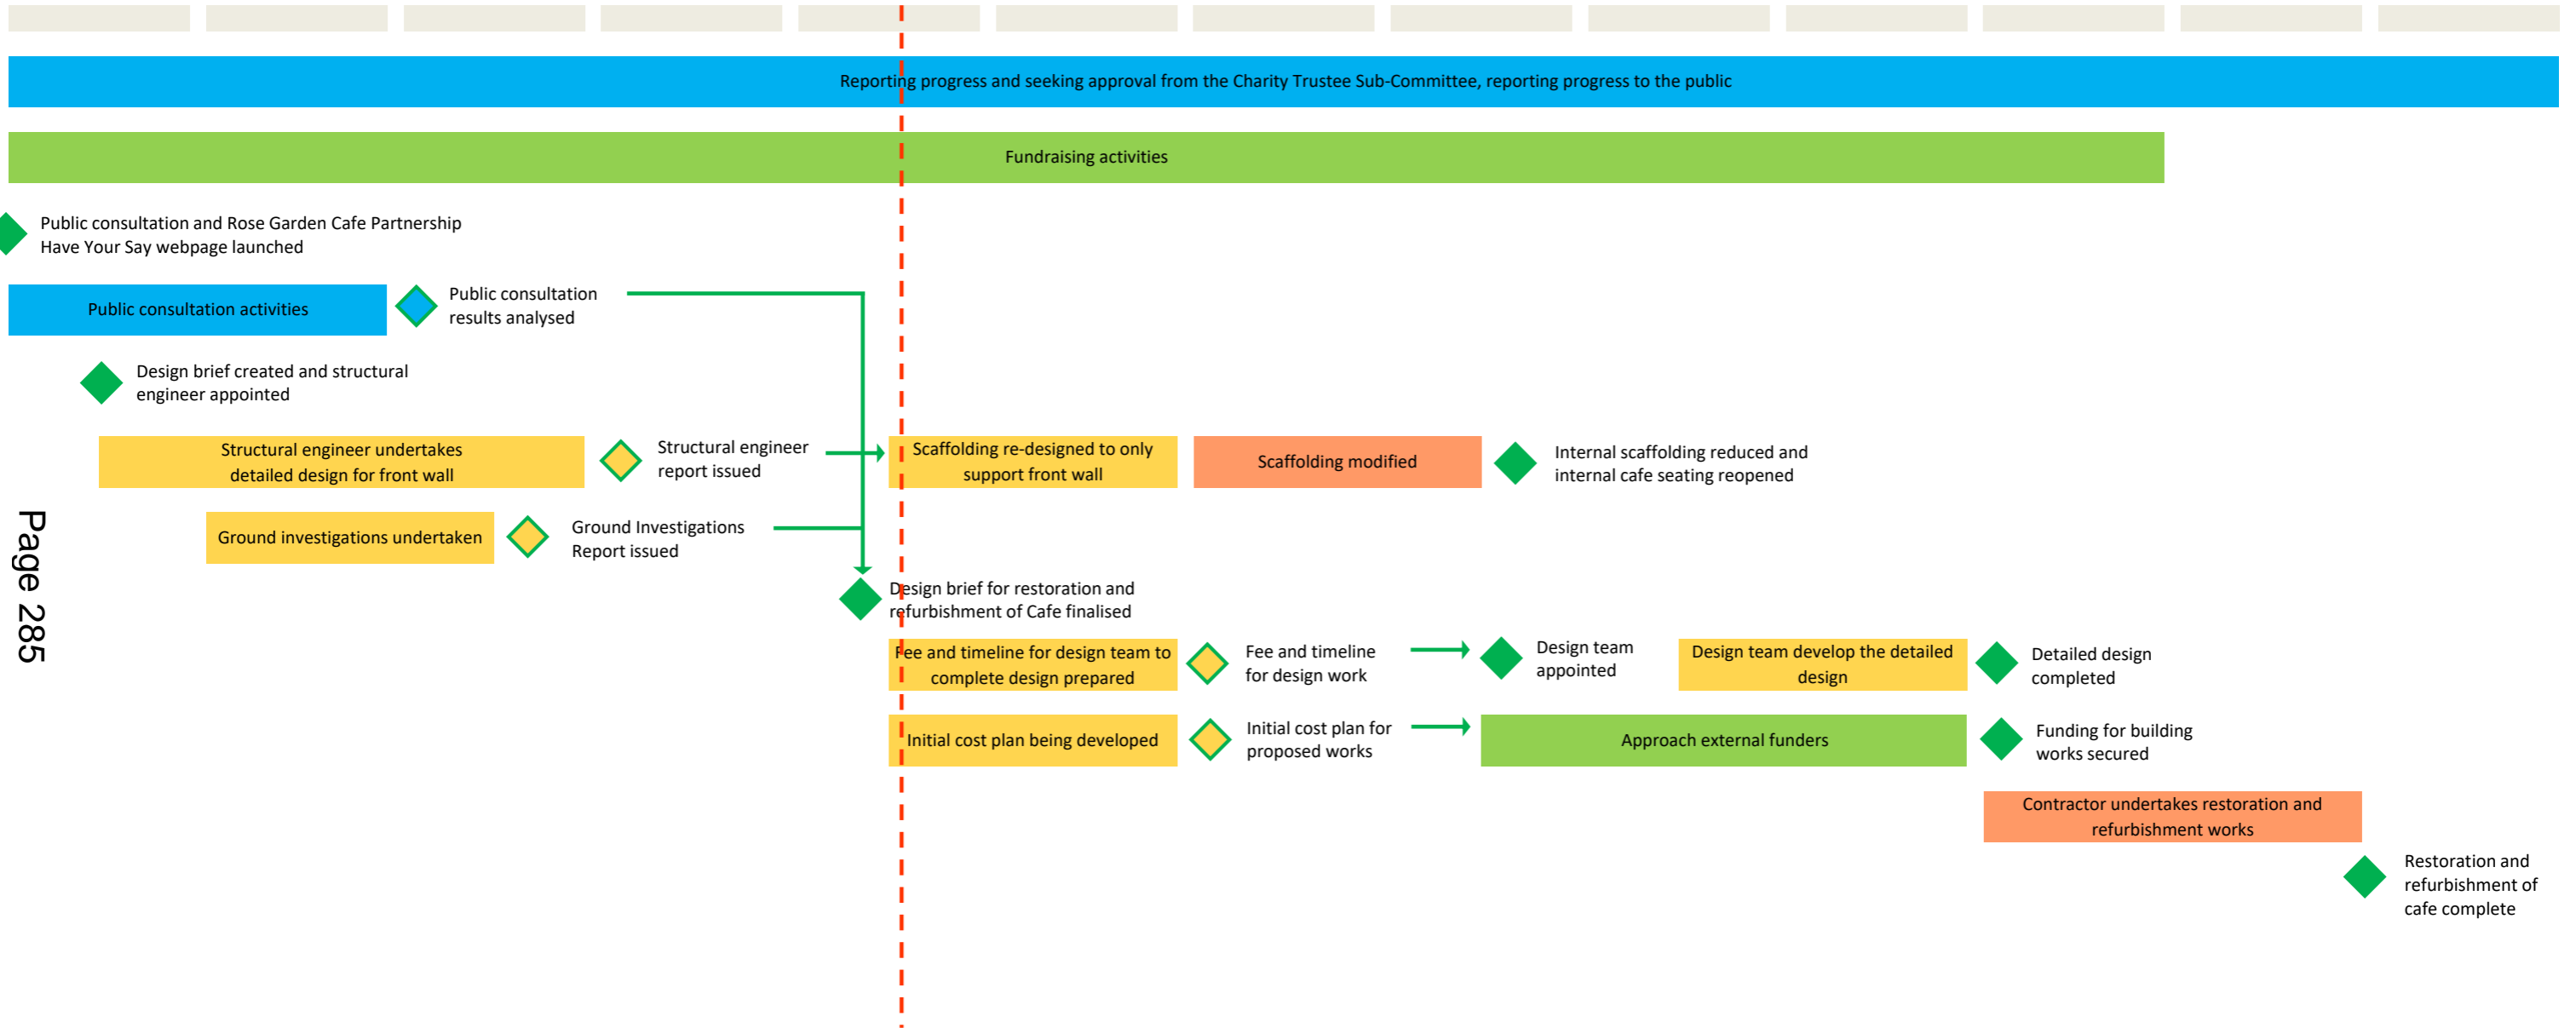 Reporting progress and seeking approval from the Charity Trustee Sub-Committee, reporting progress to the public
Fundraising activities
Public consultation and Rose Garden Cafe Partnership
Have Your Say webpage launched
Public consultation activities
Public consultation
results analysed
Design brief created and structural
engineer appointed
Structural engineer undertakes
detailed design for front wall
Structural engineer
report issued
Scaffolding re-designed to only
support front wall
Scaffolding modified
Internal scaffolding reduced and
internal cafe seating reopened
Ground investigations undertaken
Ground Investigations
Report issued
Design brief for restoration and
refurbishment of Cafe finalised
Fee and timeline for design team to
complete design prepared
Fee and timeline
for design work
Design team
appointed
Design team develop the detailed
design
Detailed design
completed
Initial cost plan being developed
Initial cost plan for
proposed works
Approach external funders
Funding for building
works secured
Contractor undertakes restoration and
refurbishment works
Restoration and
refurbishment of
cafe complete
Page 285